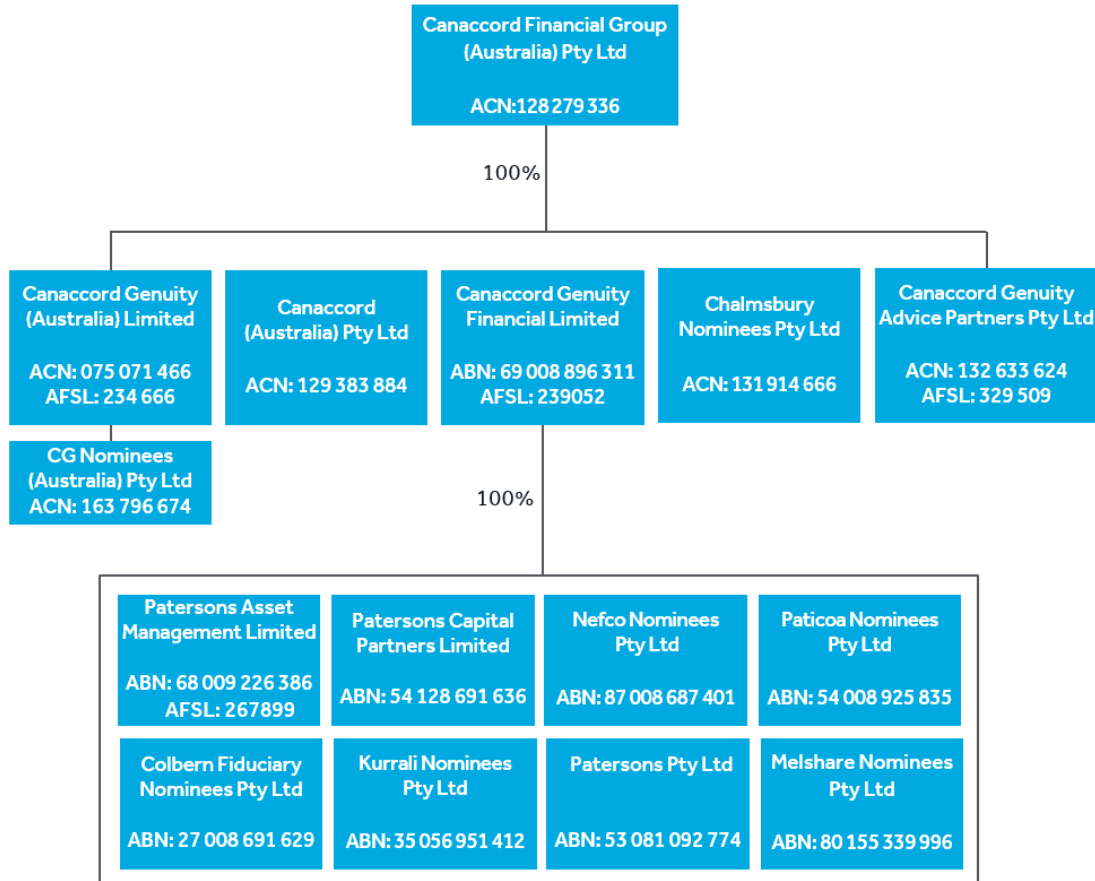 Canaccord Financial Group
(Australia) Pty Ltd
ACN:128 279 336
100%
Canaccord Genuity
(Australia) Limited
ACN: 075 071 466
AFSL: 234 666
Canaccord
(Australia) Pty Ltd
ACN: 129 383 884
Canaccord Genuity
Financial Limited
ABN: 69 008 896 311
AFSL: 239052
Chalmsbury
Nominees Pty Ltd
ACN: 131 914 666
Canaccord Genuity
Advice Partners Pty Ltd
ACN: 132 633 624
AFSL: 329 509
CG Nominees
(Australia) Pty Ltd
ACN: 163 796 674
100%
Patersons Asset
Management Limited
ABN: 68 009 226 386
AFSL: 267899
Patersons Capital
Partners Limited
ABN: 54 128 691 636
Nefco Nominees
Pty Ltd
ABN: 87 008 687 401
Paticoa Nominees
Pty Ltd
ABN: 54 008 925 835
Colbern Fiduciary
Nominees Pty Ltd
ABN: 27 008 691 629
Kurrali Nominees
Pty Ltd
ABN: 35 056 951 412
Patersons Pty Ltd
ABN: 53 081 092 774
Melshare Nominees
Pty Ltd
ABN: 80 155 339 996